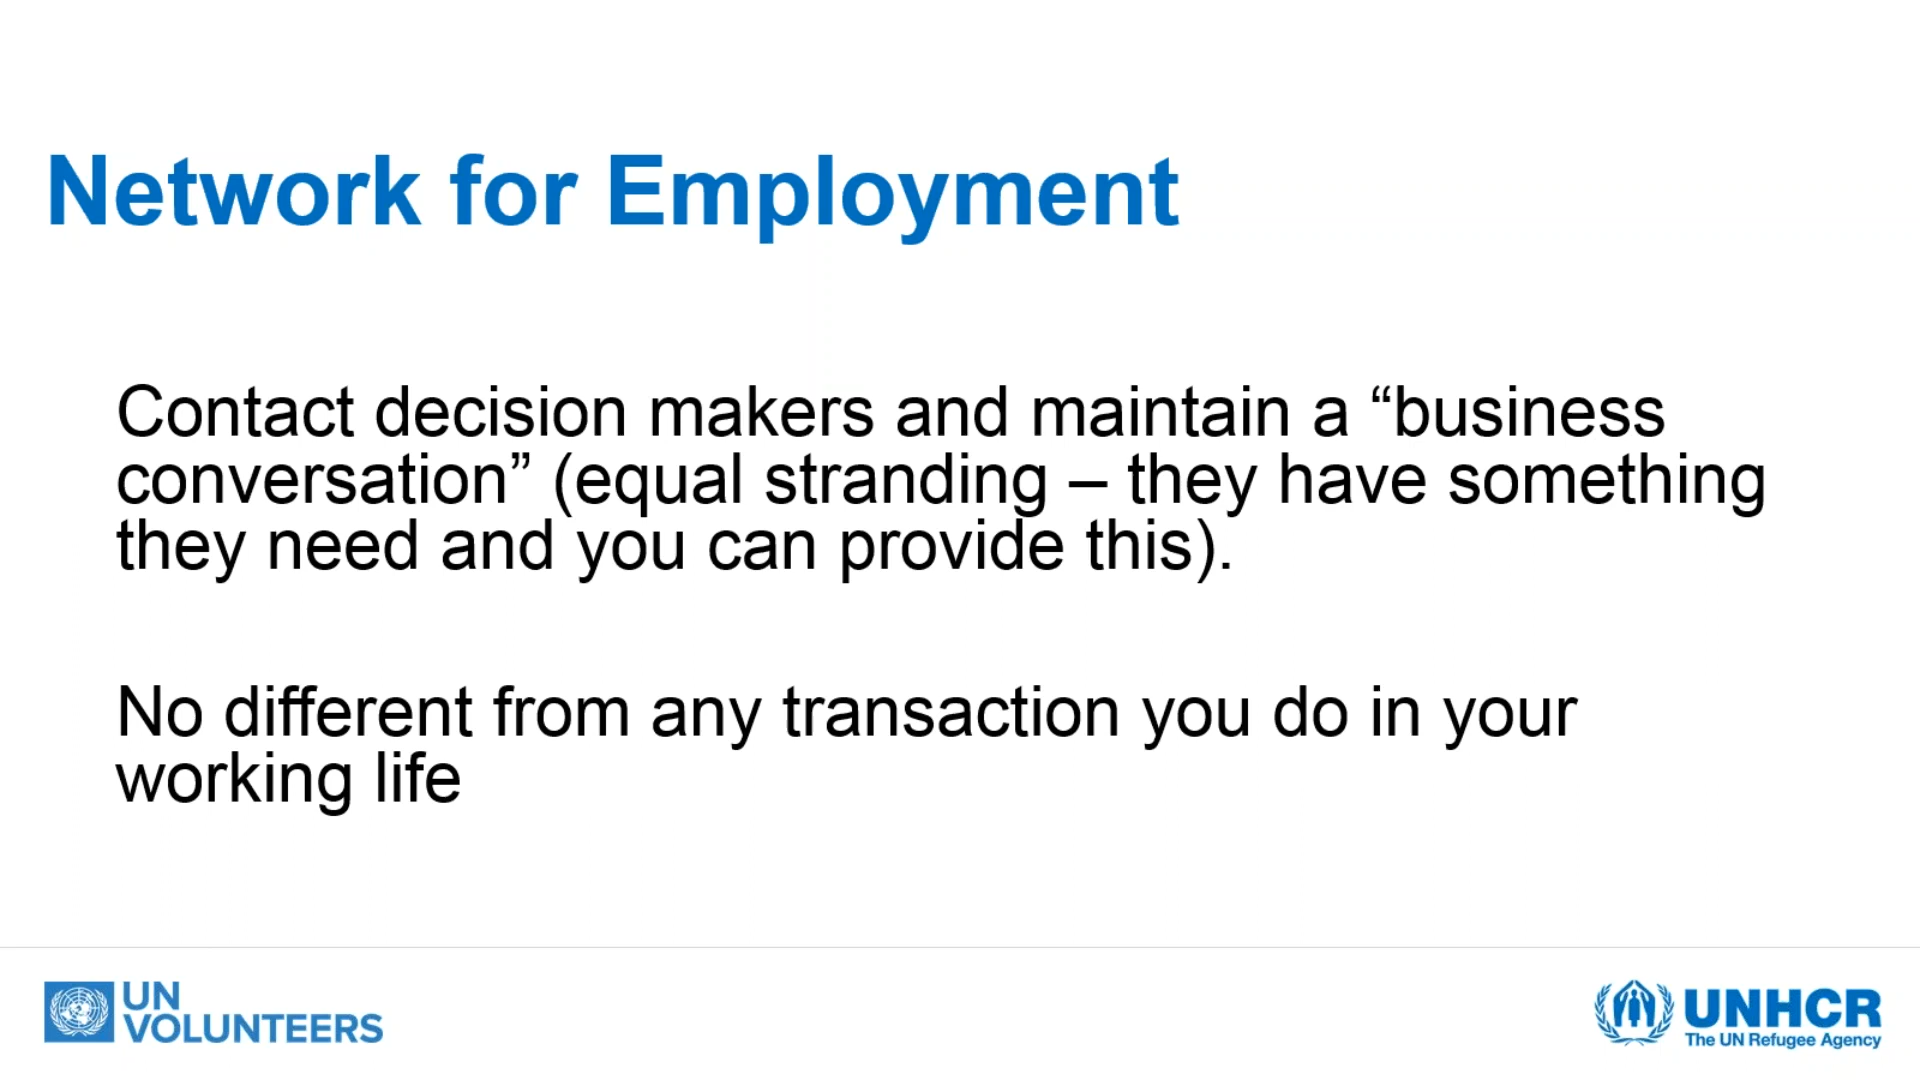 Network for Employment
Contact decision makers and maintain a “business
conversation” (equal stranding – they have something
they need and you can provide this).
No different from any transaction you do in your
working life
UN
VOLUNTEERS
UNHCR
The UN Refugee Agency